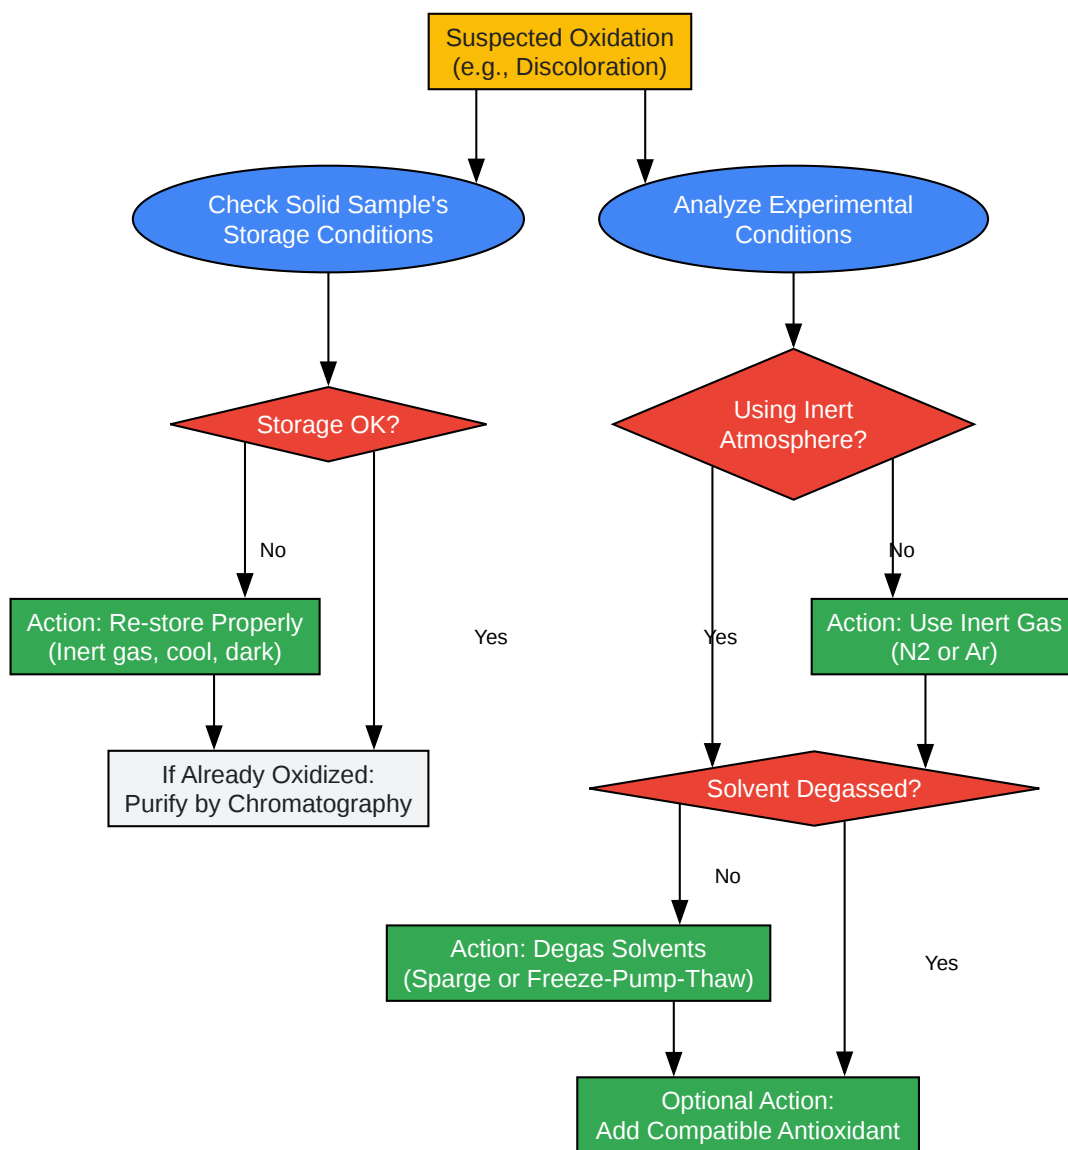 Suspected Oxidation
(e.g., Discoloration)
Check Solid Sample's
Storage Conditions
Analyze Experimental
Conditions
Storage OK?
Using Inert
Atmosphere?
No
No
Action: Re-store Properly
(Inert gas, cool, dark)
Yes
Yes
Action: Use Inert Gas
(N2 or Ar)
If Already Oxidized:
Purify by Chromatography
Solvent Degassed?
No
Action: Degas Solvents
(Sparge or Freeze-Pump-Thaw)
Yes
Optional Action:
Add Compatible Antioxidant